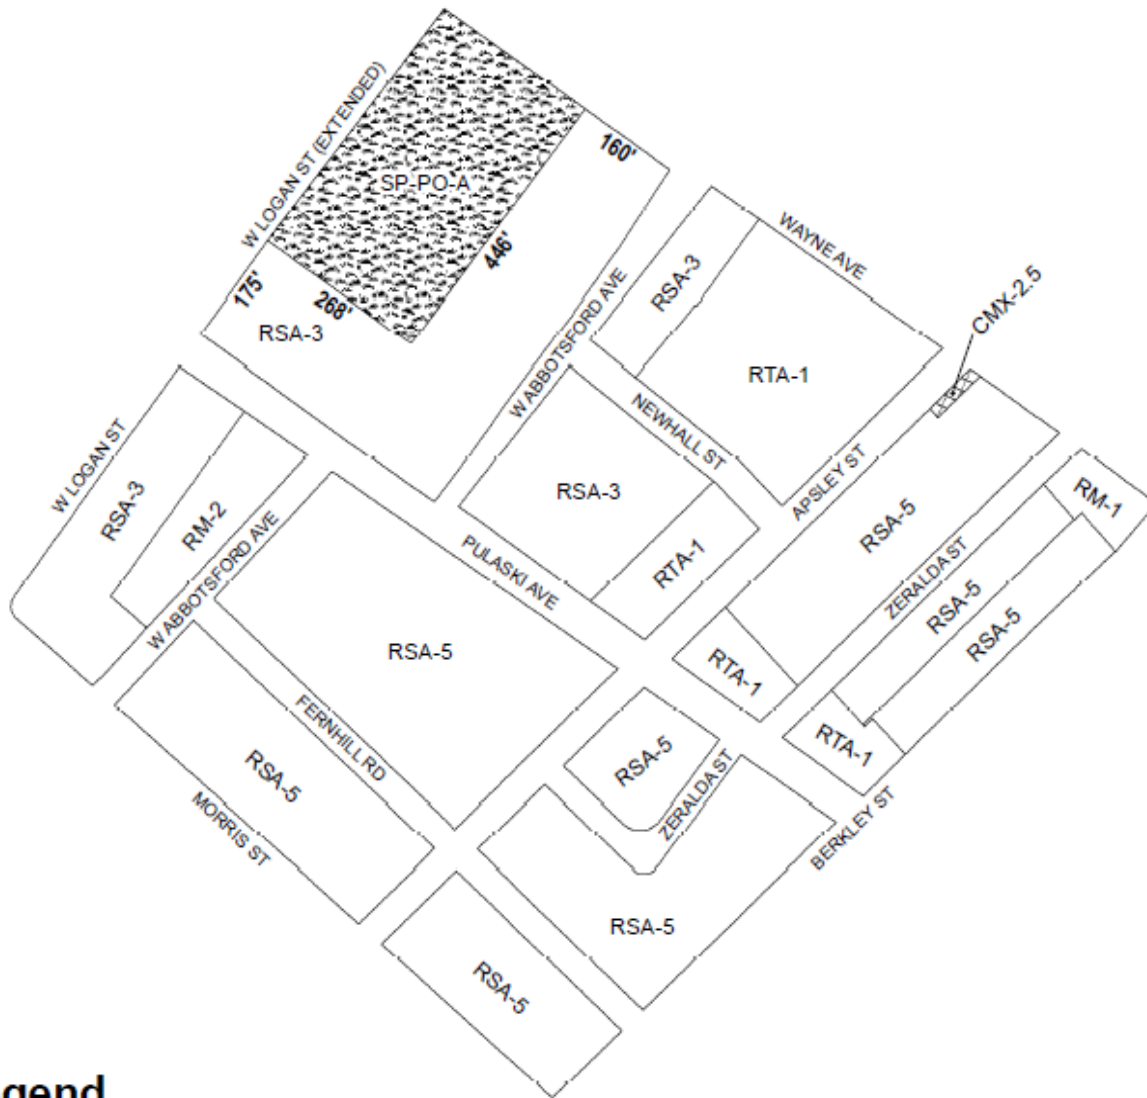 W LOGAN ST (EXTENDED)
160'
SP-PO-A
446'
175'
268'
RSA-3
W ABBOTSFORD AVE
RSA-3
WAYNE AVE
RTA-1
CMX-2.5
NEWHALL ST
W LOGAN ST
RSA-3
RM-2
W ABBOTSFORD AVE
RSA-3
RTA-1
PULASKI AVE
APSLEY ST
RSA-5
RM-1
ZERALDA ST
RSA-5
RSA-5
RSA-5
RTA-1
RTA-1
FERNHILL RD
RSA-5
RSA-5
ZERALDA ST
MORRIS ST
BERKLEY ST
RSA-5
RSA-5